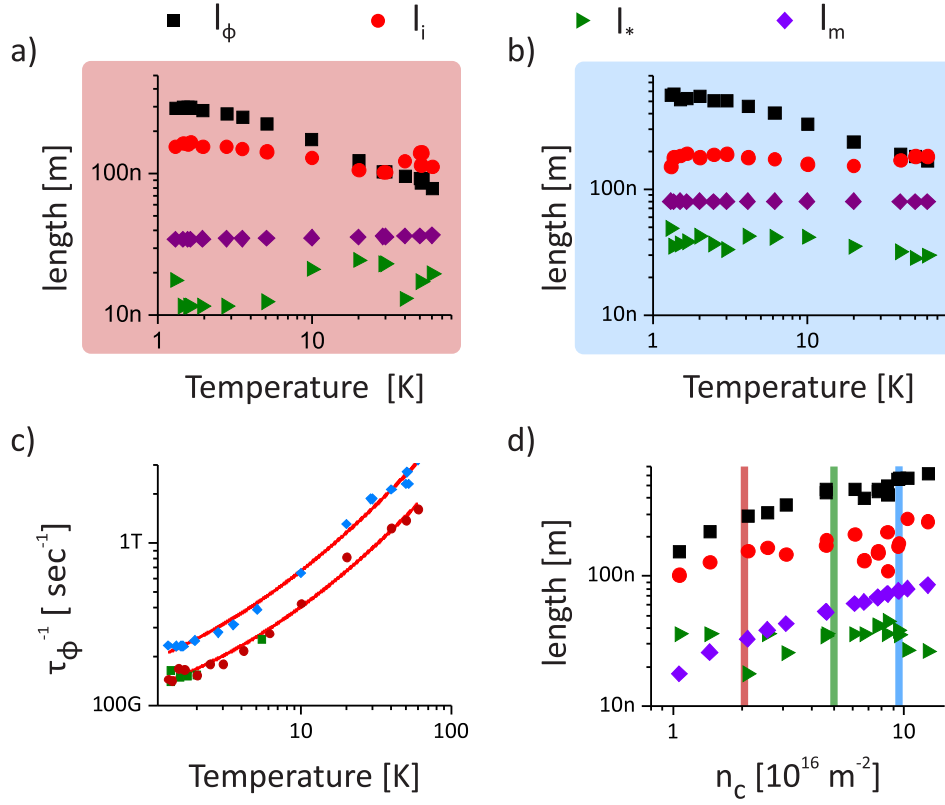 l_ϕ l_i l_* l_m
a) b)
length [m]
100n
10n
1 10
Temperature [K]
length [m]
100n
10n
1 10
Temperature [K]
c) d)
τ_ϕ^-1 [ sec^-1]
1T
100G
10 100
Temperature [K]
length [m]
100n
10n
1 10
n_c [10^16 m^-2]